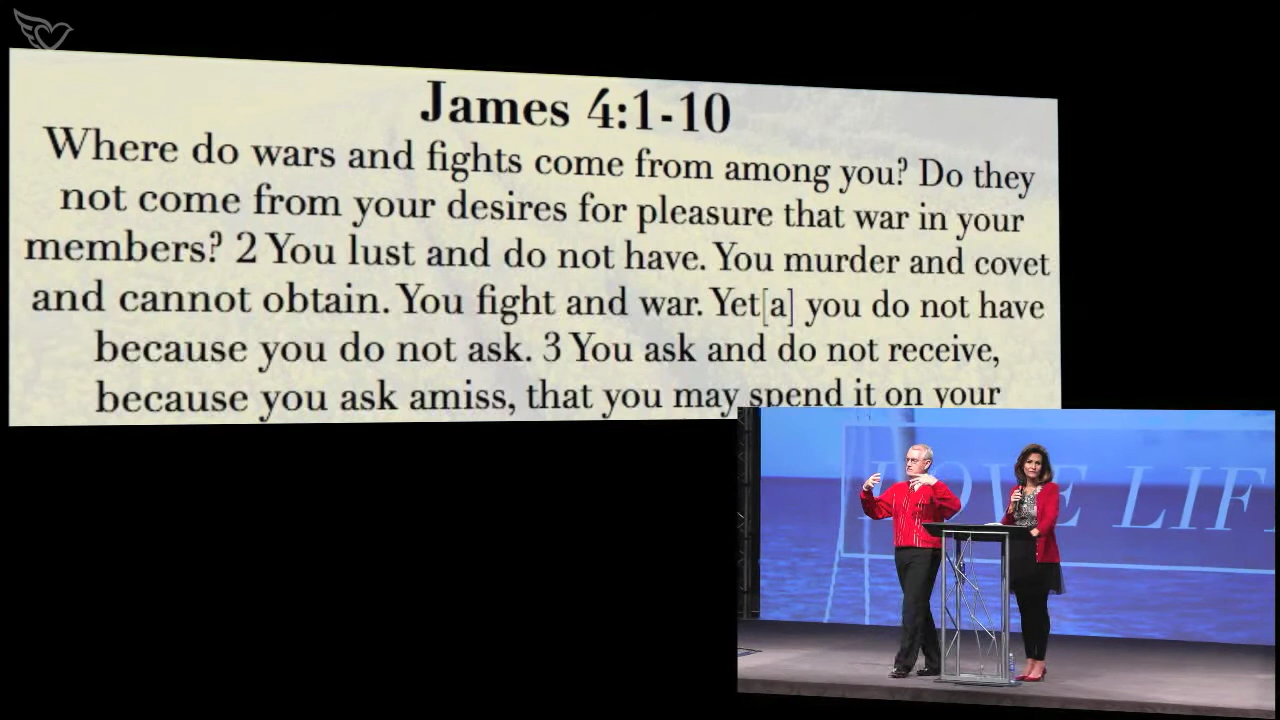 James 4:1-10
Where do wars and fights come from among you? Do they
not come from your desires for pleasure that war in your
members? 2 You lust and do not have. You murder and covet
and cannot obtain. You fight and war. Yet[a] you do not have
because you do not ask. 3 You ask and do not receive,
because you ask amiss, that you may spend it on your
LOVE LIF